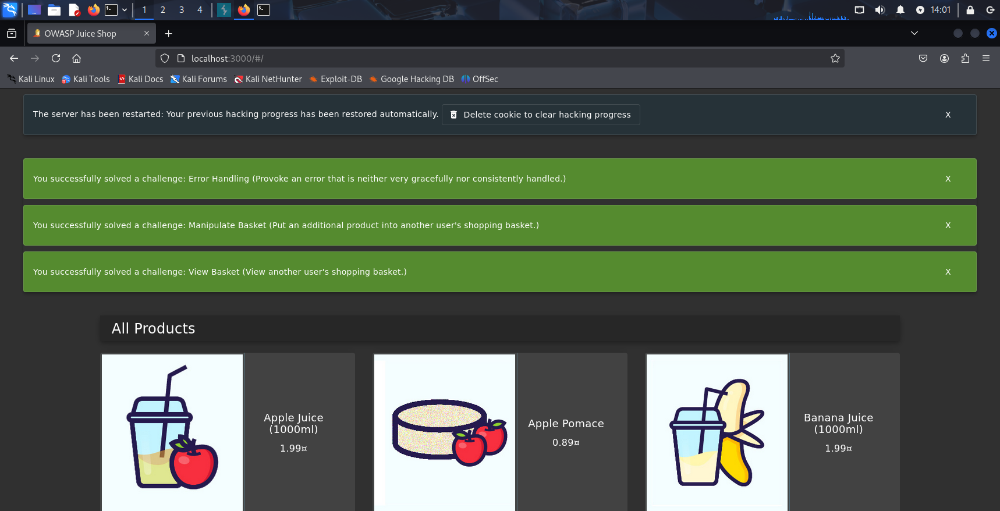 1 2 3 4 14:01
OWASP Juice Shop
localhost:3000/#/
Kali Linux Kali Tools Kali Docs Kali Forums Kali NetHunter Exploit-DB Google Hacking DB OffSec
The server has been restarted: Your previous hacking progress has been restored automatically. Delete cookie to clear hacking progress X
You successfully solved a challenge: Error Handling (Provoke an error that is neither very gracefully nor consistently handled.) X
You successfully solved a challenge: Manipulate Basket (Put an additional product into another user's shopping basket.) X
You successfully solved a challenge: View Basket (View another user's shopping basket.) X
All Products
Apple Juice
(1000ml)
1.99¤
Apple Pomace
0.89¤
Banana Juice
(1000ml)
1.99¤